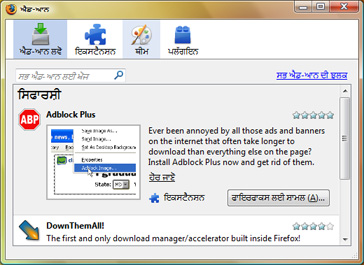 ਐਡ-ਆਨ
ਐਡ-ਆਨ ਲਵੋ
ਇਕਸਟੈਨਸ਼ਨ
ਥੀਮ
ਪਲੱਗਇਨ
ਸਭ ਐਡ-ਆਨ ਲਈ ਖੋਜ
ਸਭ ਐਡ-ਆਨ ਦੀ ਝਲਕ
ਸਿਫਾਰਸ਼ੀ
Adblock Plus
ABP
news,
Save Image As...
Send Image...
Set As Desktop Background
Properties
Adblock Image...
State: MD
Ever been annoyed by all those ads and banners
on the internet that often take longer to
download than everything else on the page?
Install Adblock Plus now and get rid of them.
ਹੋਰ ਜਾਣੋ
ਇਕਸਟੈਨਸ਼ਨ
ਫਾਇਰਫਾਕਸ ਲਈ ਸ਼ਾਮਲ (A)...
DownThemAll!
The first and only download manager/accelerator built inside Firefox!